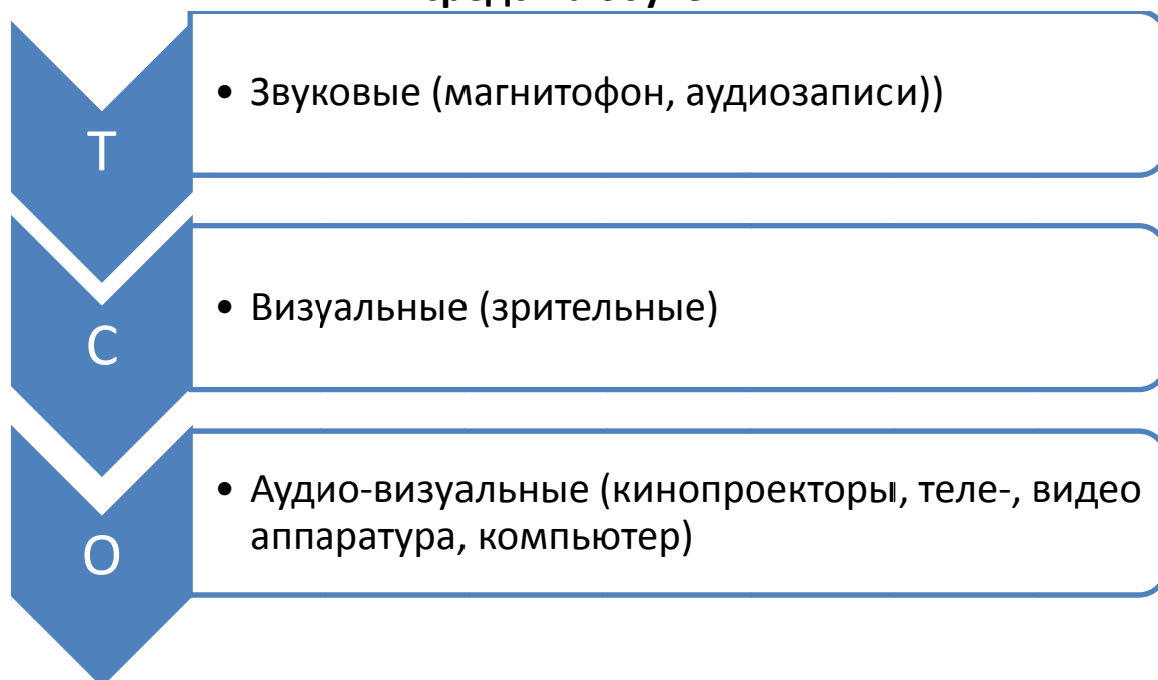 Т
• Звуковые (магнитофон, аудиозаписи))
С
• Визуальные (зрительные)
О
• Аудио-визуальные (кинопроекторы, теле-, видео
аппаратура, компьютер)